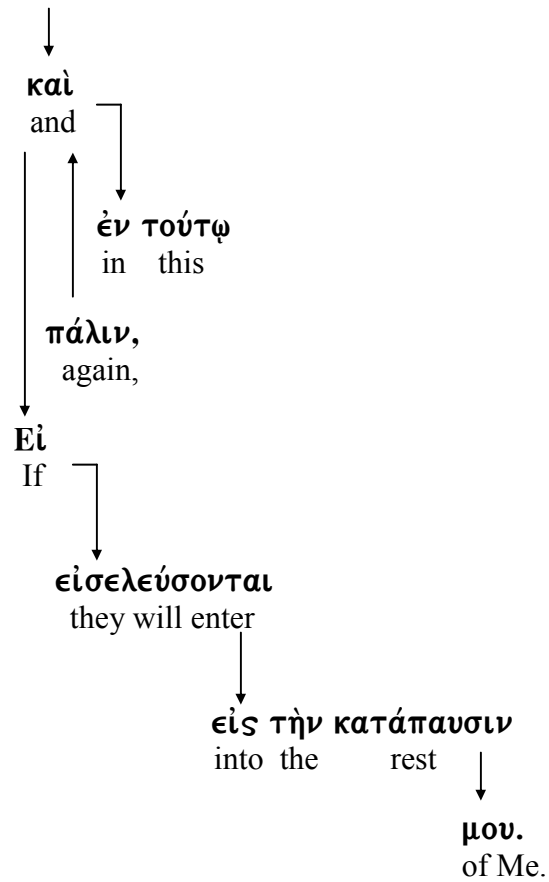 καὶ
and
ἐν τούτῳ
in this
πάλιν,
again,
Εἰ
If
εἰσελεύσονται
they will enter
εἰς τὴν κατάπαυσιν
into the rest
μου.
of Me.